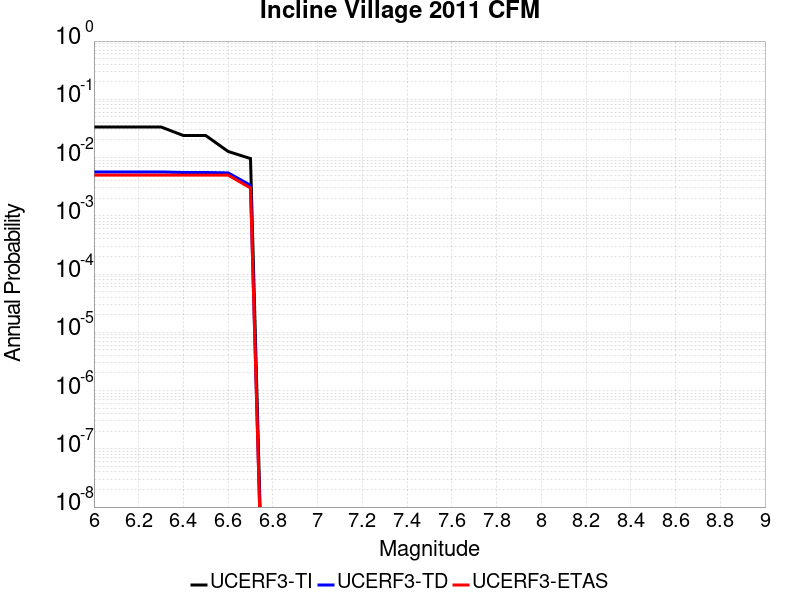 Incline Village 2011 CFM
10 0
10 -1
10 -2
10 -3
10 -4
10 -5
10 -6
10 -7
10 -8
Annual Probability
6 6.2 6.4 6.6 6.8 7 7.2 7.4 7.6 7.8 8 8.2 8.4 8.6 8.8 9
Magnitude
UCERF3-TI UCERF3-TD UCERF3-ETAS